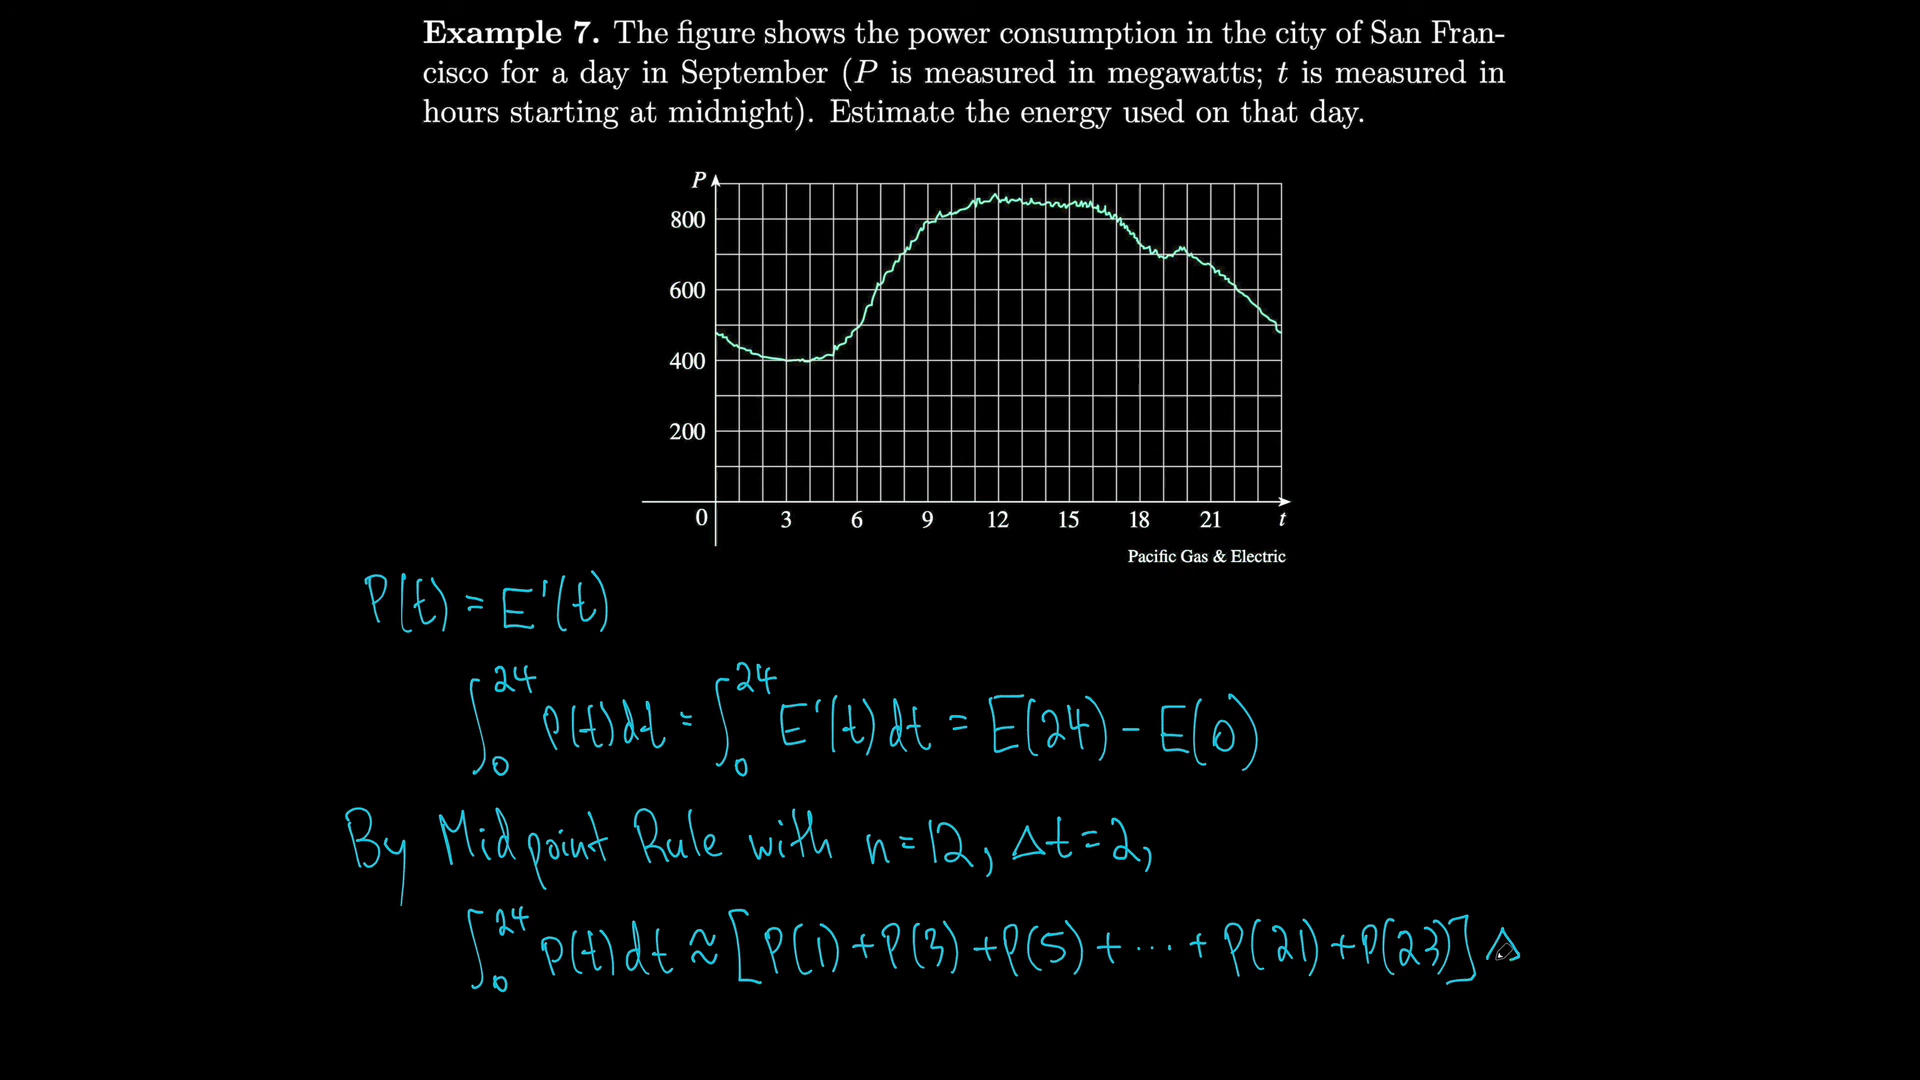 Example 7. The figure shows the power consumption in the city of San Fran-
cisco for a day in September (P is measured in megawatts; t is measured in
hours starting at midnight). Estimate the energy used on that day.
P
800
600
400
200
0 3 6 9 12 15 18 21 t
Pacific Gas & Electric
P(t) = E'(t)
∫₀²⁴ P(t) dt = ∫₀²⁴ E'(t) dt = E(24) - E(0)
By Midpoint Rule with n=12, Δt=2,
∫₀²⁴ P(t) dt ≈ [P(1) + P(3) + P(5) + ... + P(21) + P(23)] Δ